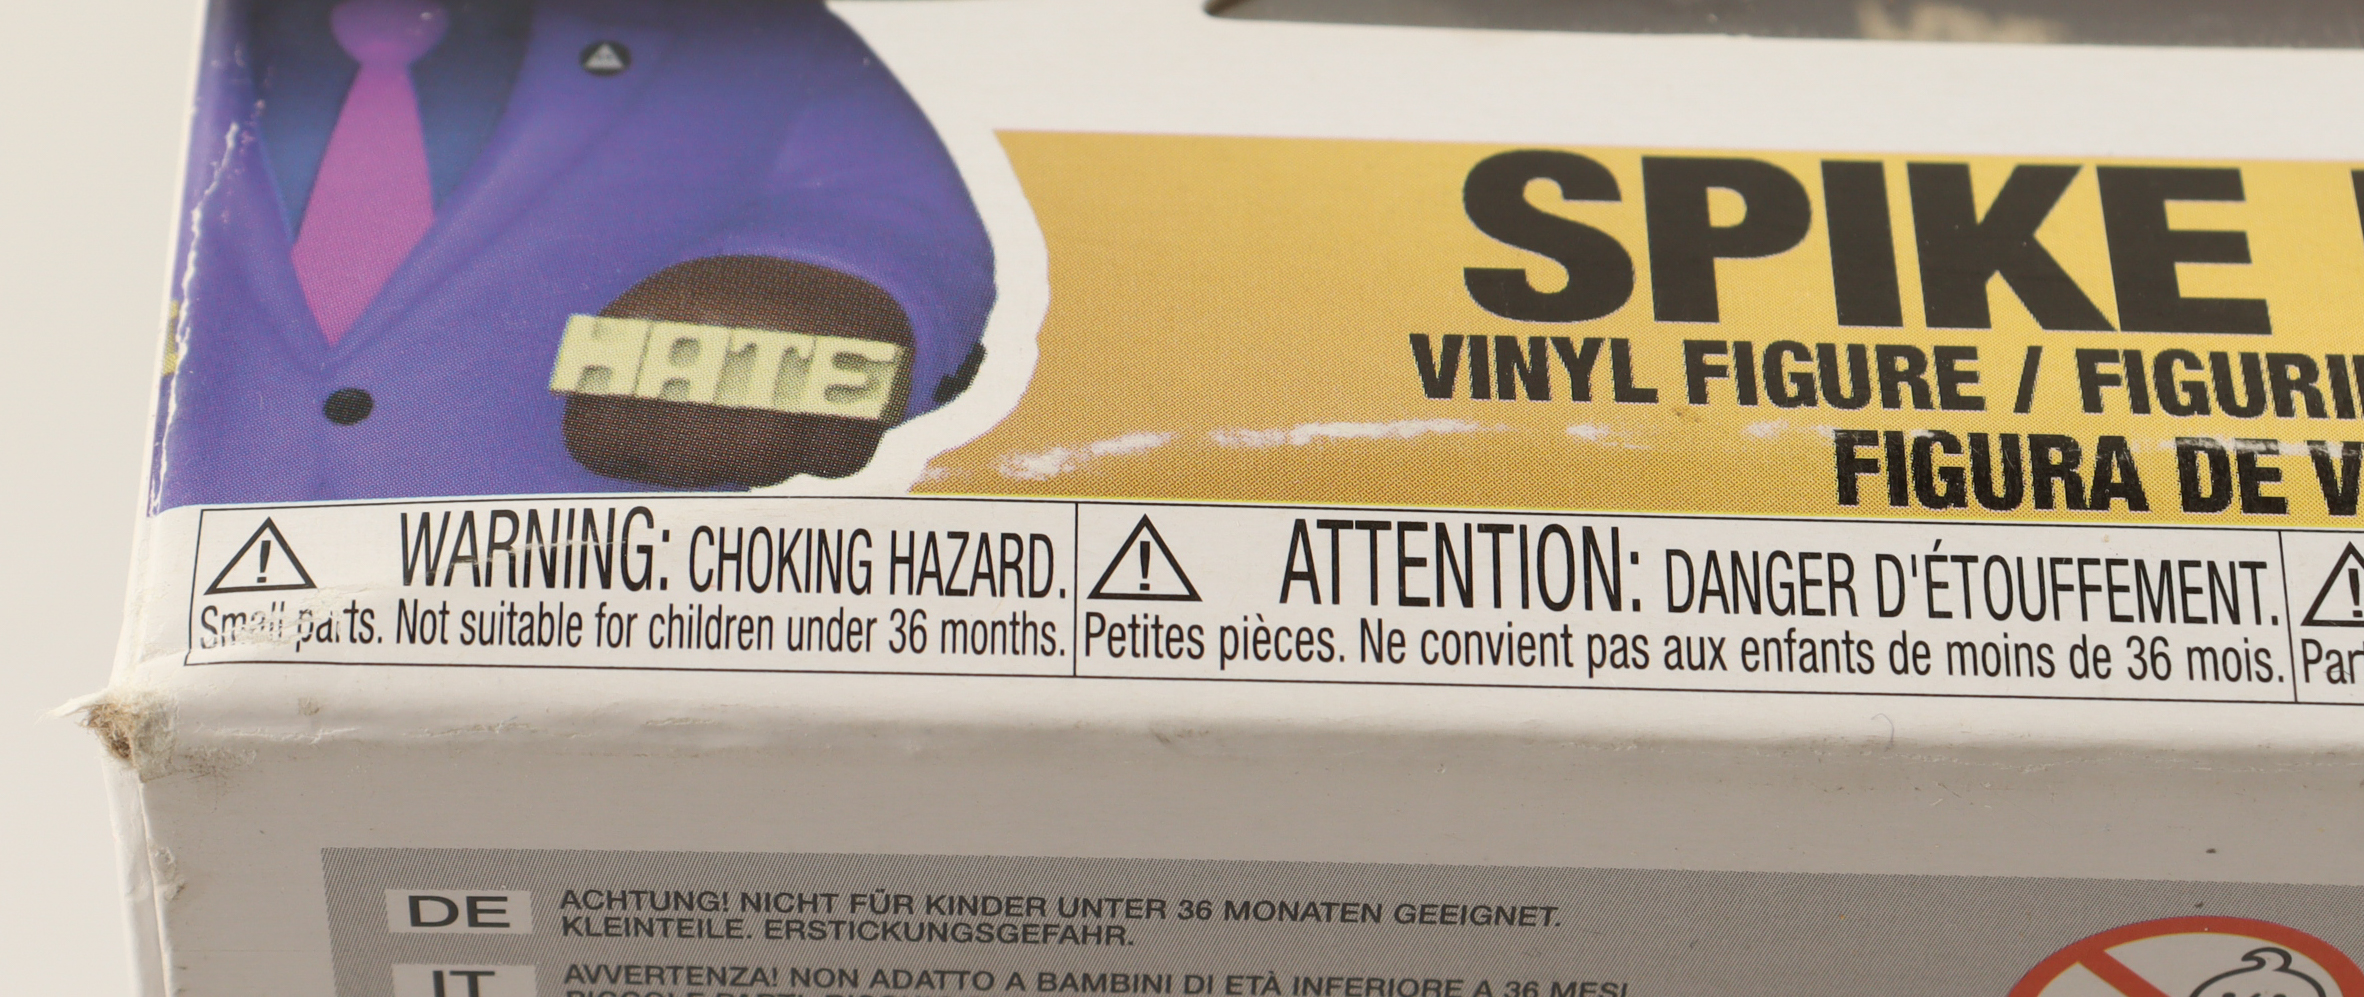 HATE
SPIKE
VINYL FIGURE /
FIGURA DE
WARNING: CHOKING HAZARD.
Small parts. Not suitable for children under 36 months.
ATTENTION: DANGER D'ÉTOUFFEMENT.
Petites pièces. Ne convient pas aux enfants de moins de 36 mois.
DE
ACHTUNG! NICHT FÜR KINDER UNTER 36 MONATEN GEEIGNET.
KLEINTEILE. ERSTICKUNGSGEFAHR.
IT
AVVERTENZA! NON ADATTO A BAMBINI DI ETÀ INFERIORE A 36 MESI